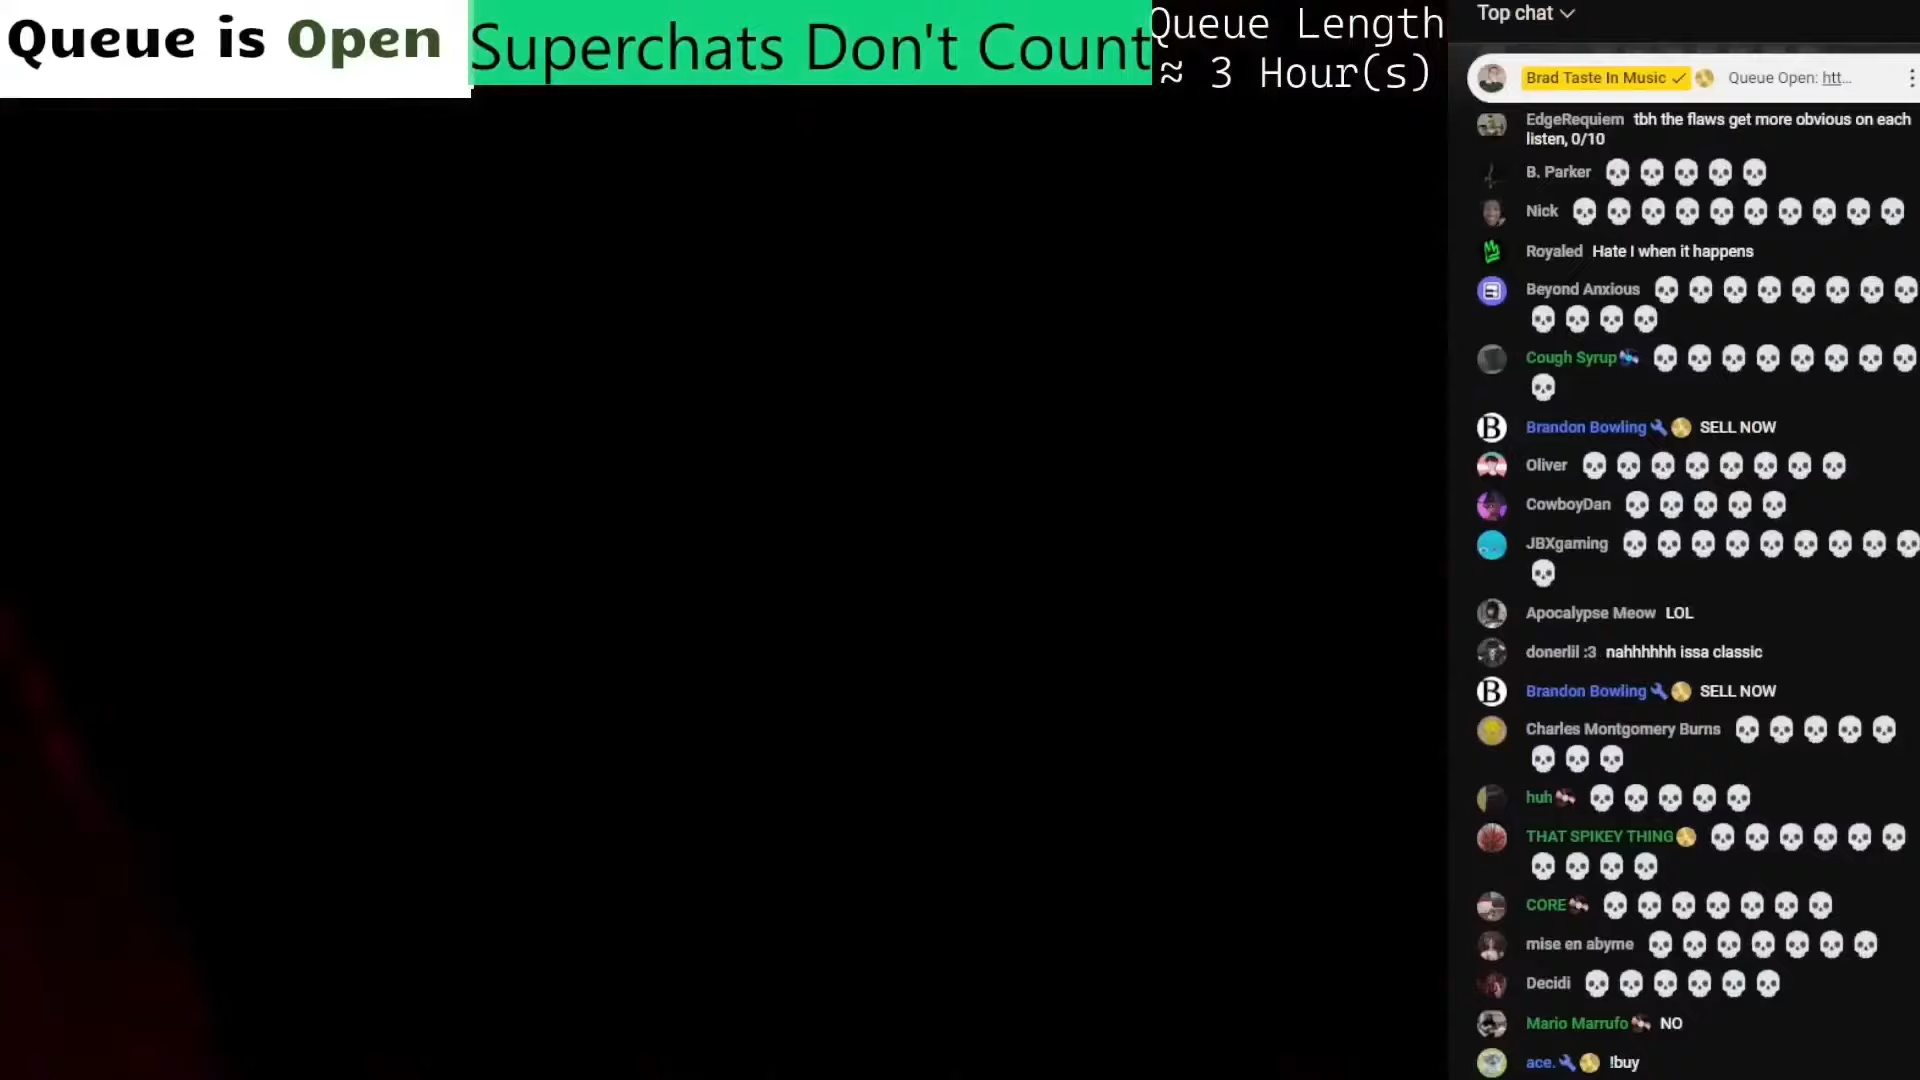 Queue is Open
Superchats Don't Count
Queue Length
≈ 3 Hour(s)
Top chat
Brad Taste In Music Queue Open: htt...
EdgeRequiem tbh the flaws get more obvious on each
listen, 0/10
B. Parker 💀💀💀💀💀
Nick 💀💀💀💀💀💀💀💀💀💀
Royaled Hate I when it happens
Beyond Anxious 💀💀💀💀💀💀💀💀
💀💀💀💀
Cough Syrup 💀💀💀💀💀💀💀💀
💀
Brandon Bowling SELL NOW
Oliver 💀💀💀💀💀💀💀💀
CowboyDan 💀💀💀💀💀
JBXgaming 💀💀💀💀💀💀💀💀💀
💀
Apocalypse Meow LOL
donerlil :3 nahhhhhh issa classic
Brandon Bowling SELL NOW
Charles Montgomery Burns 💀💀💀💀💀
💀💀💀
huh 💀💀💀💀💀
THAT SPIKEY THING 💀💀💀💀💀💀
💀💀💀💀
CORE 💀💀💀💀💀💀💀
mise en abyme 💀💀💀💀💀💀💀
Decidi 💀💀💀💀💀💀
Mario Marrufo NO
ace. !buy